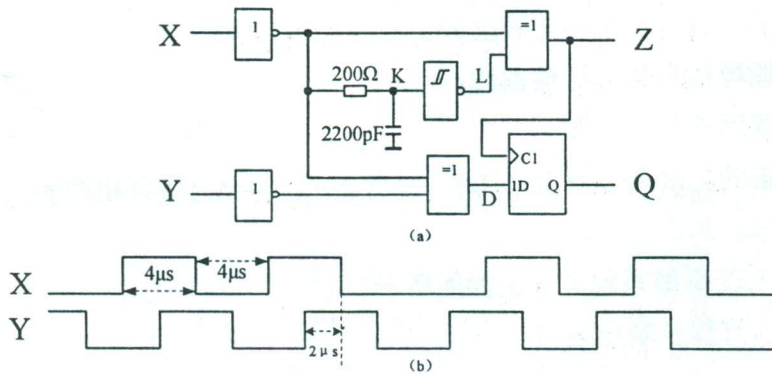 X 1 =1 Z
200Ω K L
2200pF
C1
Y 1 =1 D 1D Q Q
(a)
4μs 4μs
X
Y
2μs
(b)